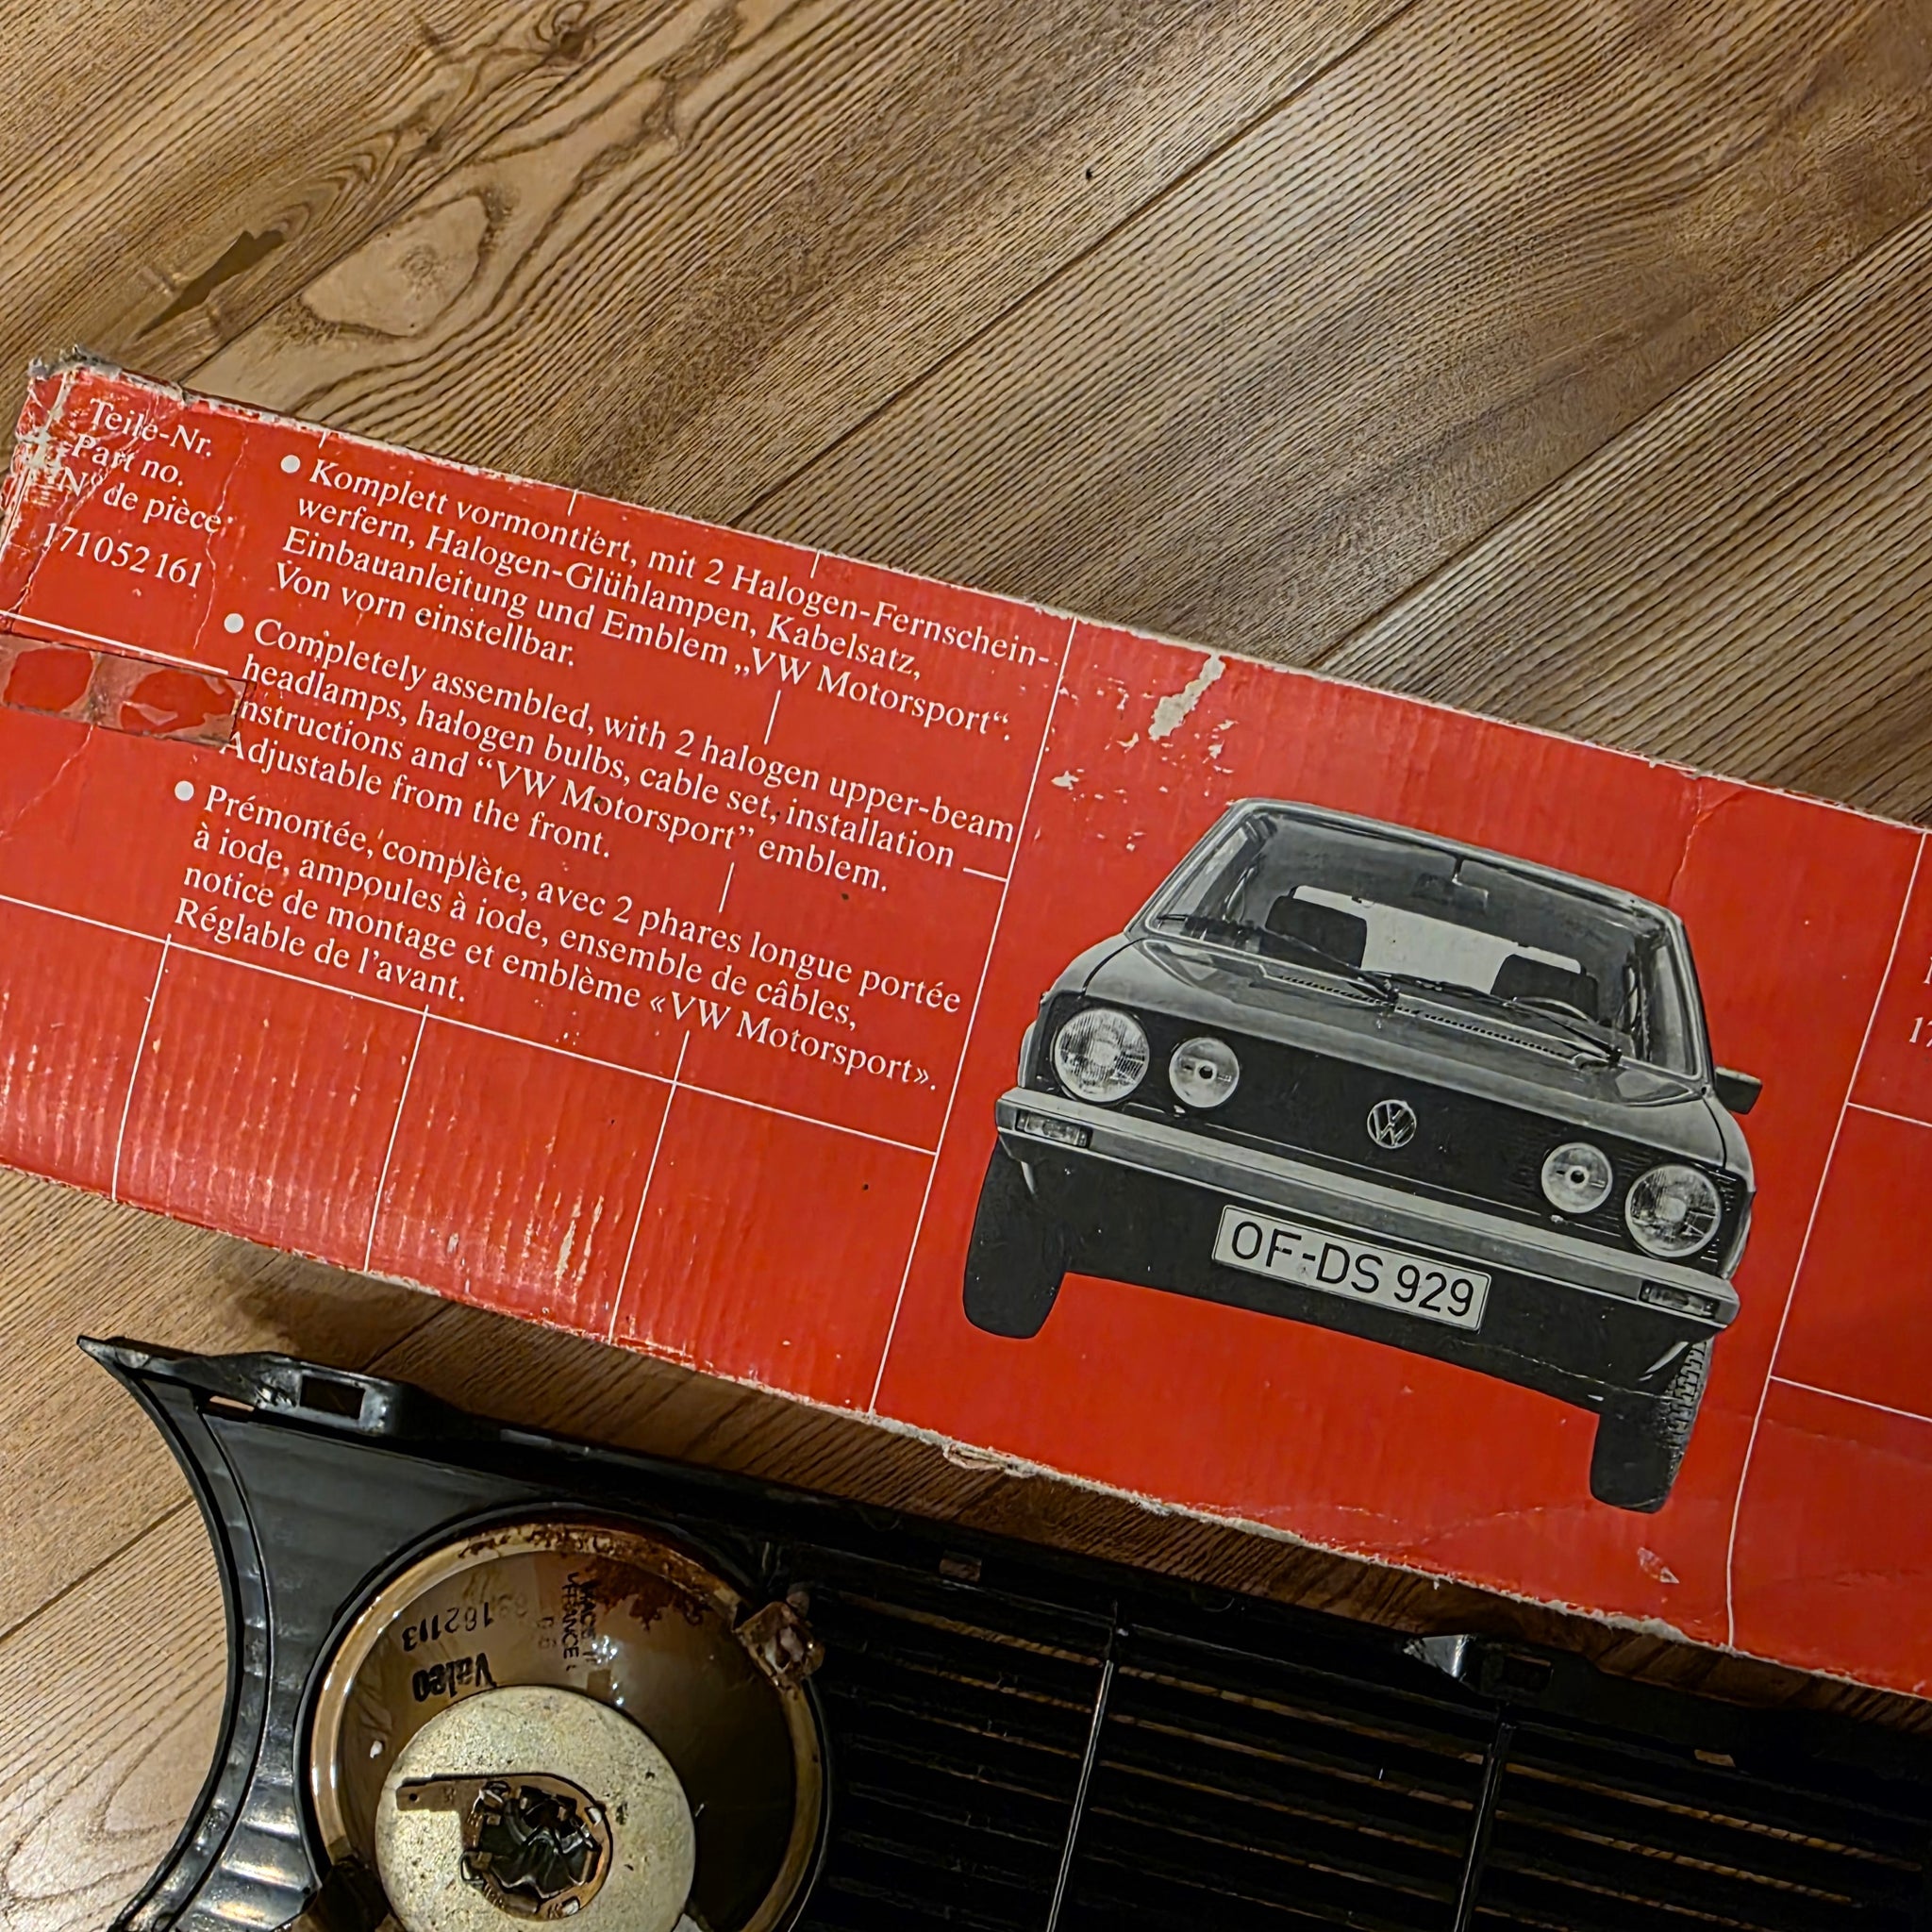 Teile-Nr.
Part no.
N° de pièce
171052161
● Komplett vormontiert, mit 2 Halogen-Fernschein-
werfern, Halogen-Glühlampen, Kabelsatz,
Einbauanleitung und Emblem „VW Motorsport“.
Von vorn einstellbar.
● Completely assembled, with 2 halogen upper-beam
headlamps, halogen bulbs, cable set, installation
instructions and “VW Motorsport” emblem.
Adjustable from the front.
● Prémontée, complète, avec 2 phares longue portée
à iode, ampoules à iode, ensemble de câbles,
notice de montage et emblème «VW Motorsport».
Réglable de l’avant.
OF-DS 929
Valeo